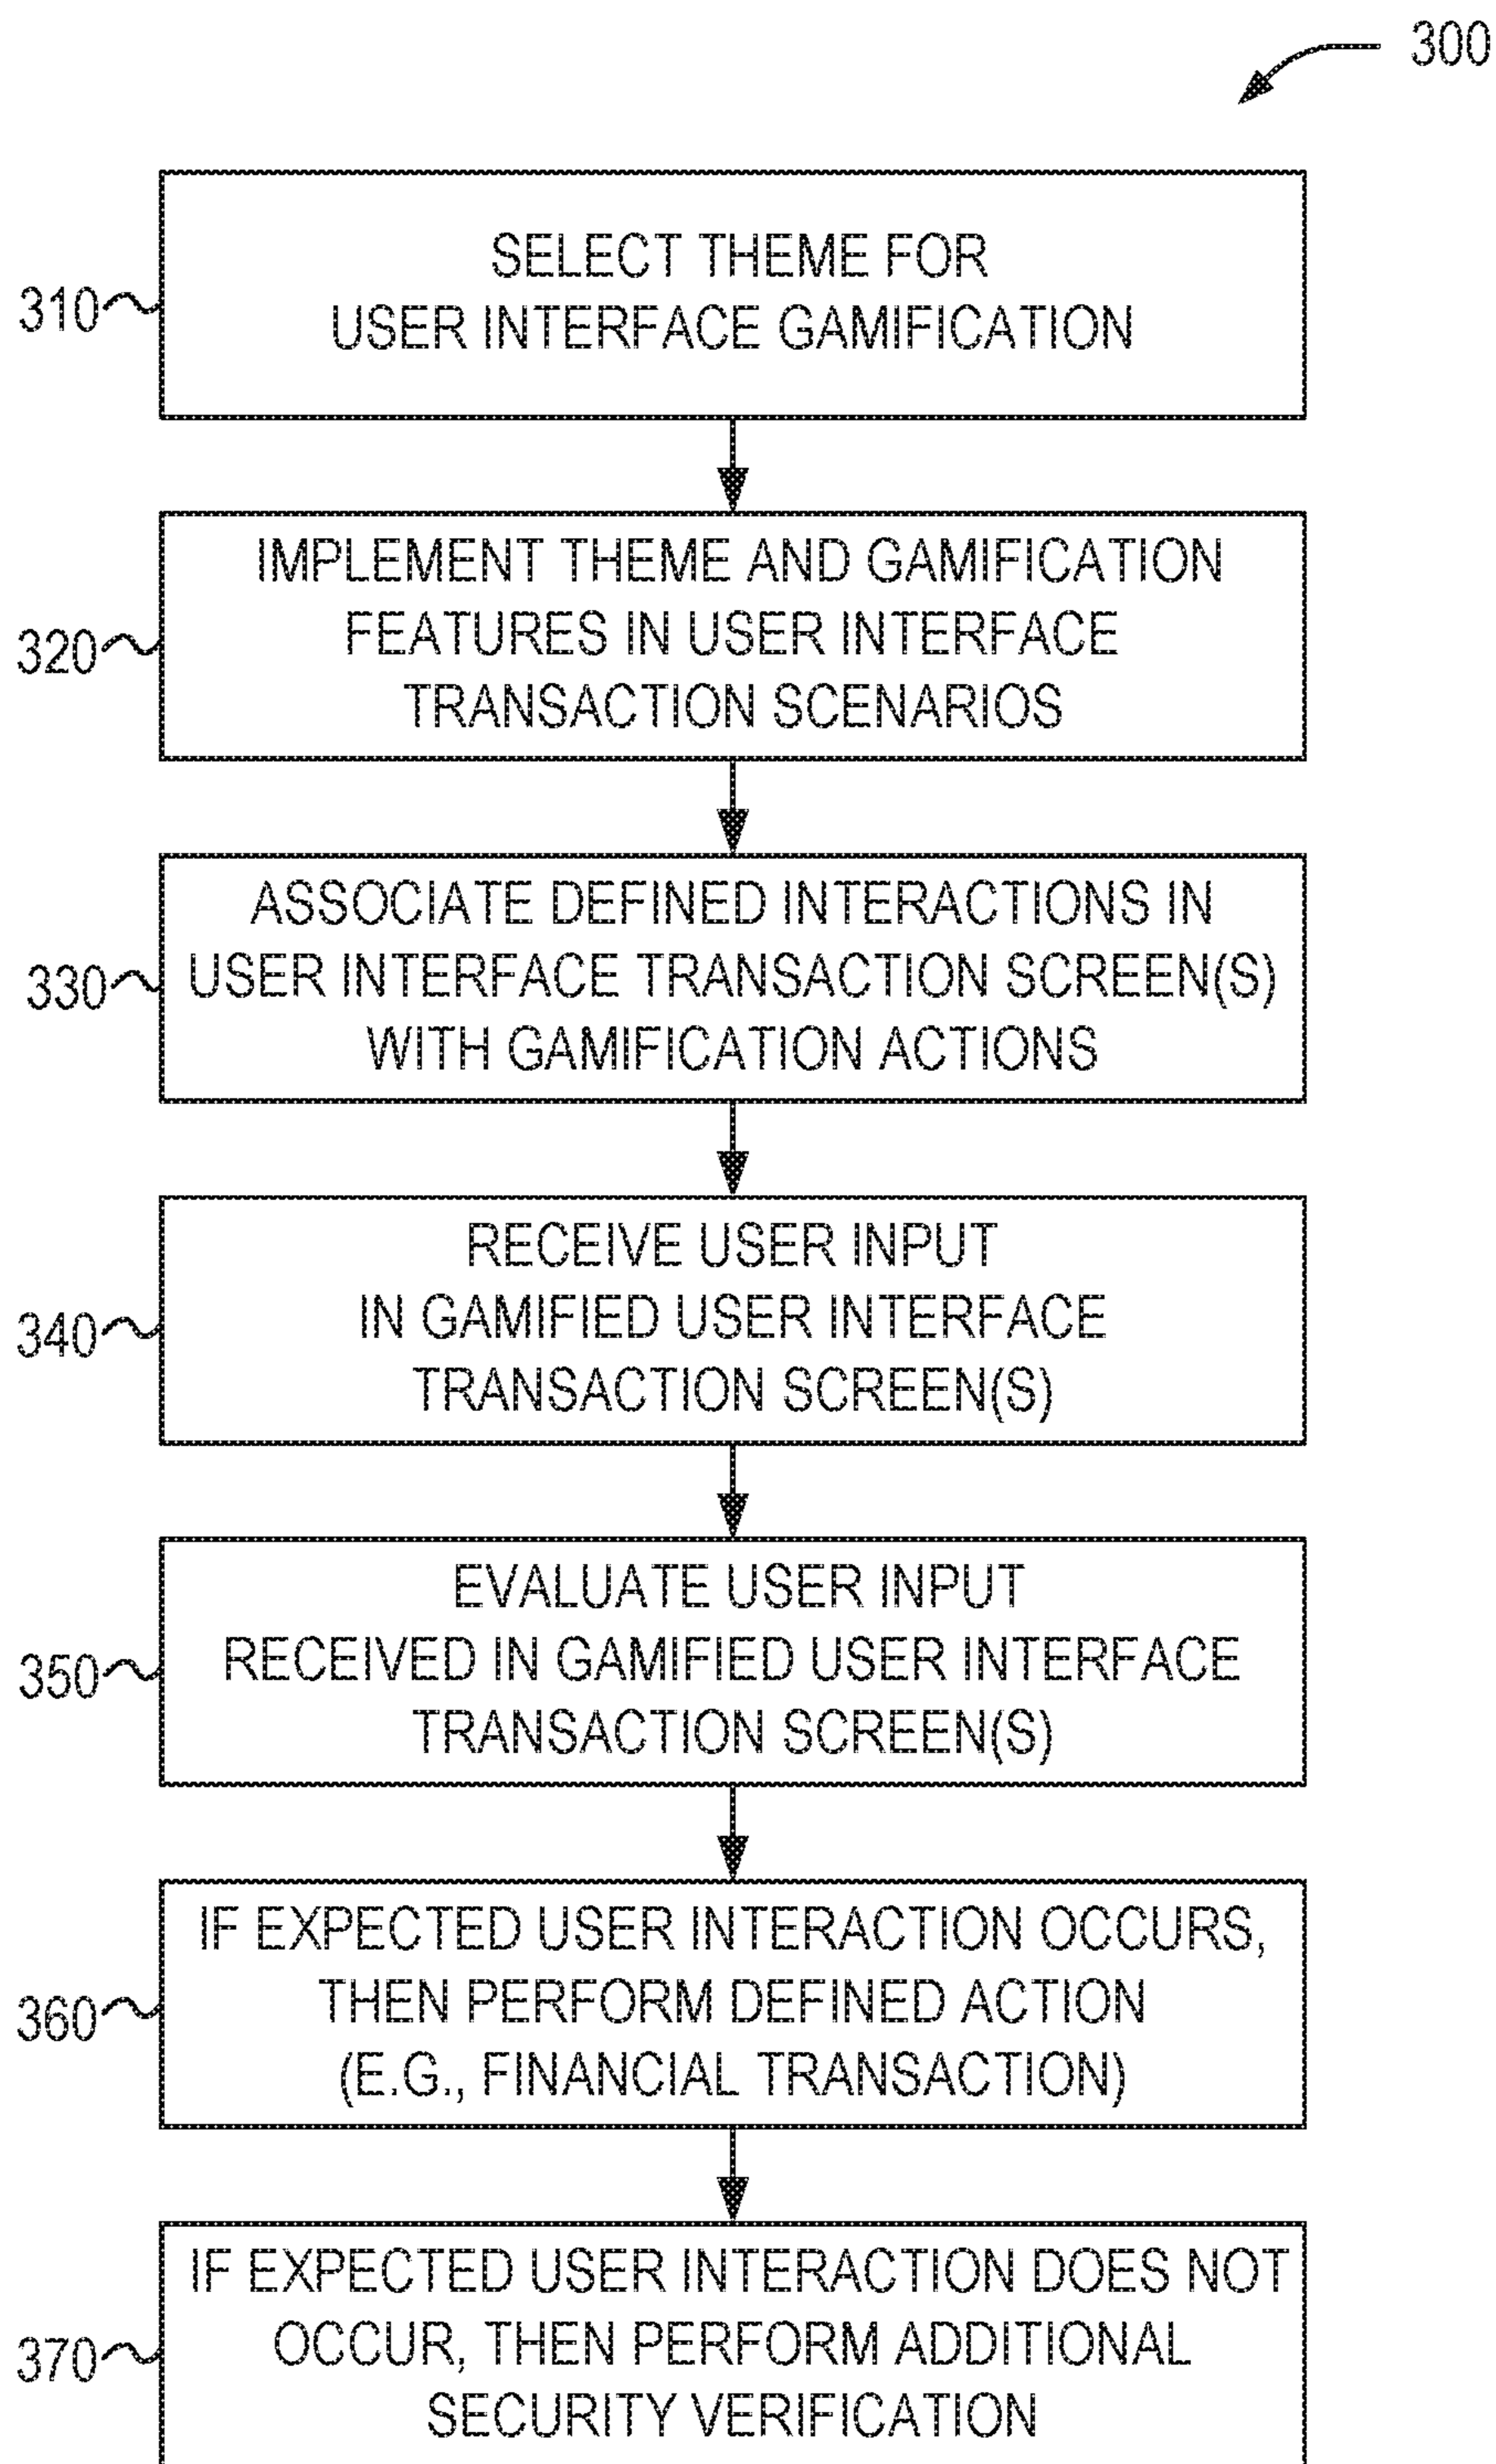 300
310
SELECT THEME FOR
USER INTERFACE GAMIFICATION
320
IMPLEMENT THEME AND GAMIFICATION
FEATURES IN USER INTERFACE
TRANSACTION SCENARIOS
330
ASSOCIATE DEFINED INTERACTIONS IN
USER INTERFACE TRANSACTION SCREEN(S)
WITH GAMIFICATION ACTIONS
340
RECEIVE USER INPUT
IN GAMIFIED USER INTERFACE
TRANSACTION SCREEN(S)
350
EVALUATE USER INPUT
RECEIVED IN GAMIFIED USER INTERFACE
TRANSACTION SCREEN(S)
360
IF EXPECTED USER INTERACTION OCCURS,
THEN PERFORM DEFINED ACTION
(E.G., FINANCIAL TRANSACTION)
370
IF EXPECTED USER INTERACTION DOES NOT
OCCUR, THEN PERFORM ADDITIONAL
SECURITY VERIFICATION